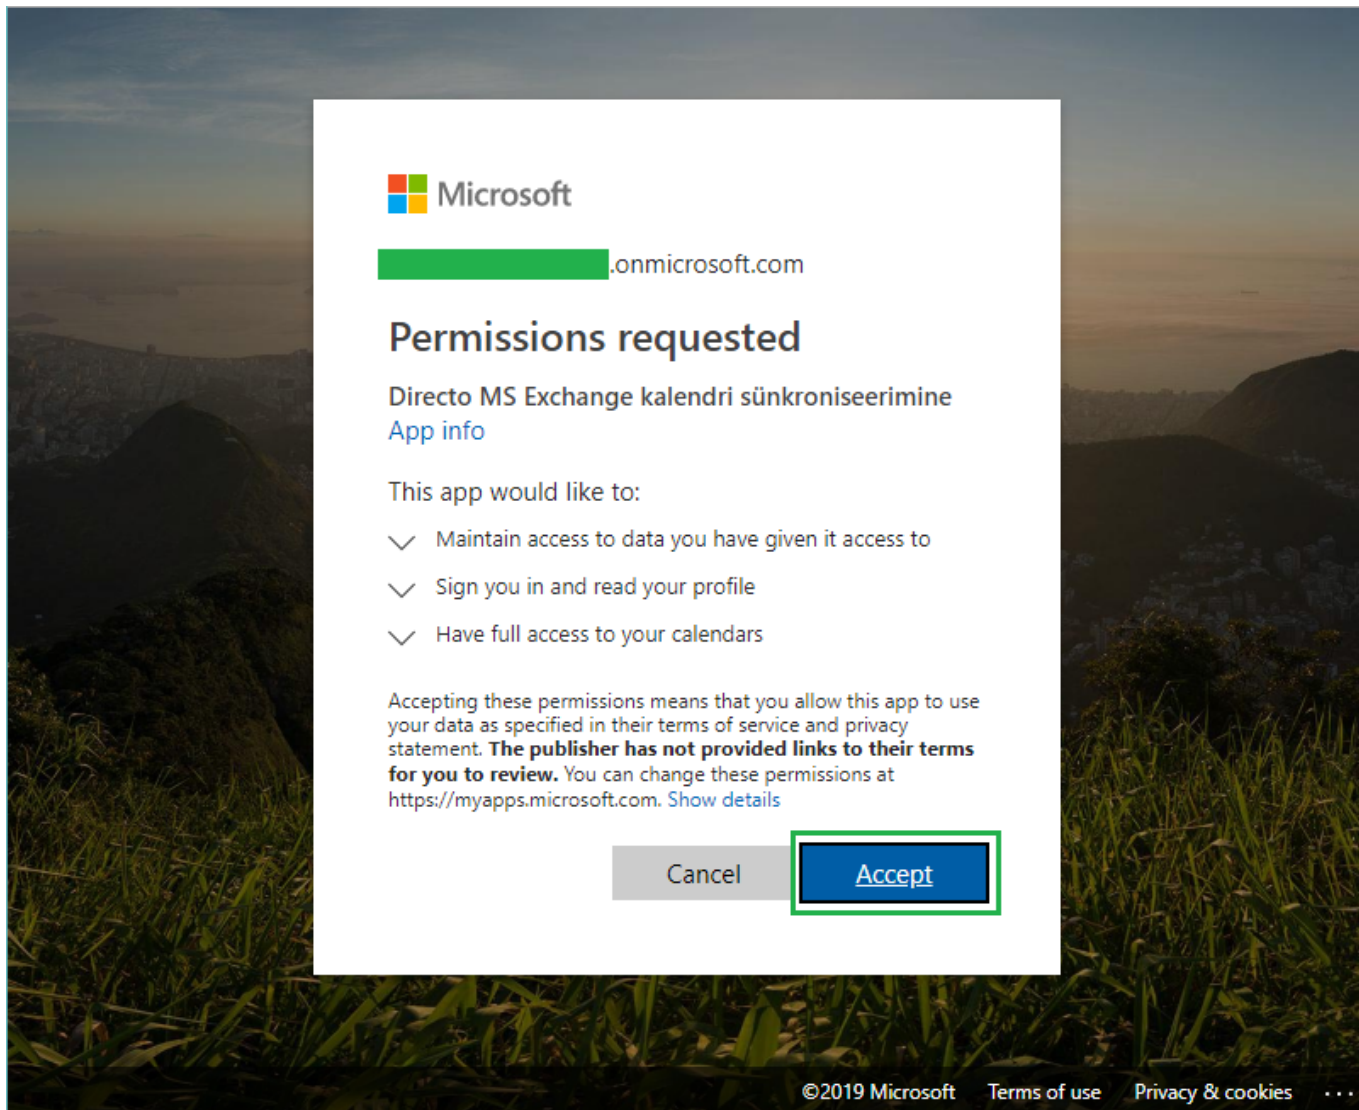 Microsoft
.onmicrosoft.com
Permissions requested
Directo MS Exchange kalendri sünkroniseerimine
App info
This app would like to:
Maintain access to data you have given it access to
Sign you in and read your profile
Have full access to your calendars
Accepting these permissions means that you allow this app to use
your data as specified in their terms of service and privacy
statement. The publisher has not provided links to their terms
for you to review. You can change these permissions at
https://myapps.microsoft.com. Show details
Cancel Accept
©2019 Microsoft Terms of use Privacy & cookies ...